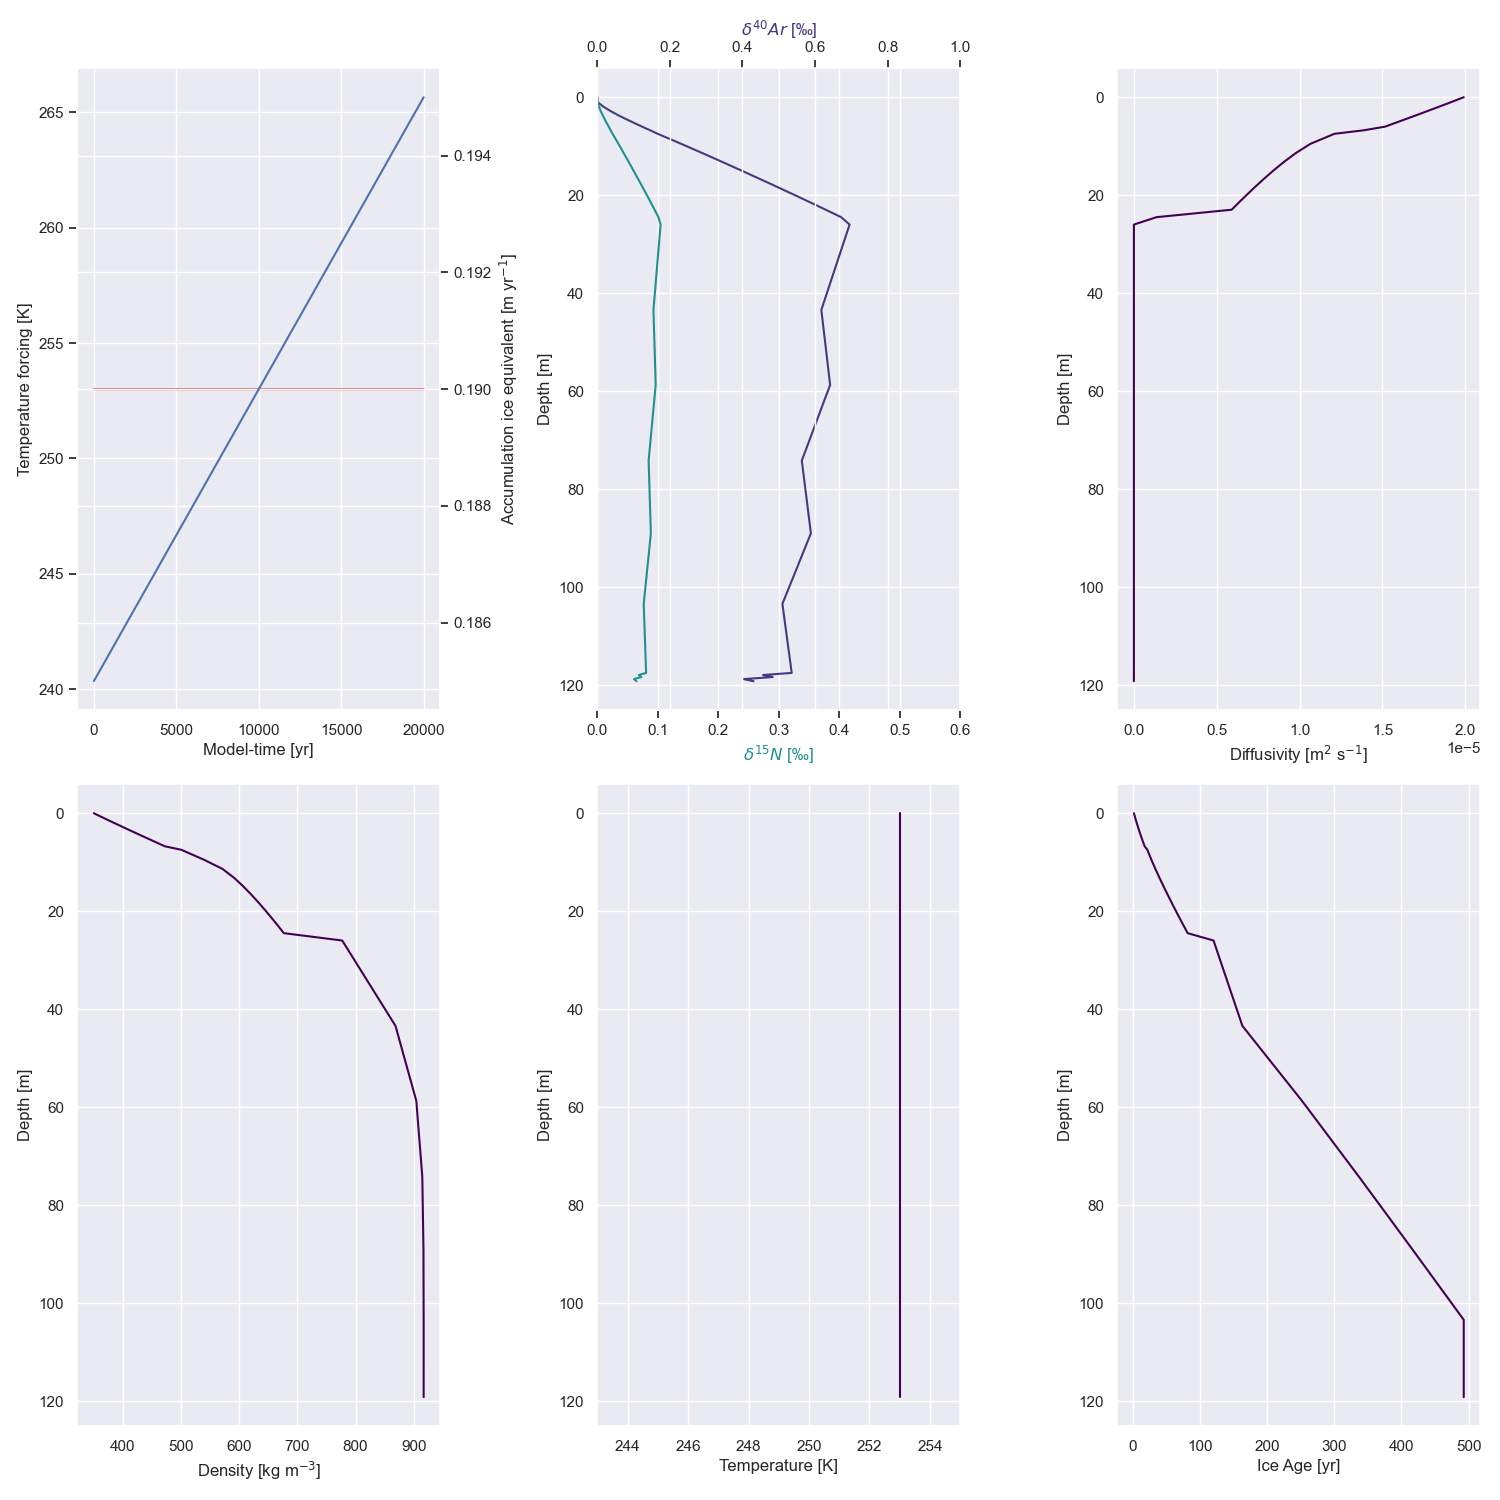 δ⁴⁰Ar [‰]
0.0 0.2 0.4 0.6 0.8 1.0
265
260
255
250
245
240
Temperature forcing [K]
0 5000 10000 15000 20000
Model-time [yr]
0.194
0.192
0.190
0.188
0.186
Accumulation ice equivalent [m yr⁻¹]
0
20
40
60
80
100
120
Depth [m]
0.0 0.1 0.2 0.3 0.4 0.5 0.6
δ¹⁵N [‰]
0
20
40
60
80
100
120
Depth [m]
0.0 0.5 1.0 1.5 2.0
1e−5
Diffusivity [m² s⁻¹]
0
20
40
60
80
100
120
Depth [m]
400 500 600 700 800 900
Density [kg m⁻³]
0
20
40
60
80
100
120
Depth [m]
244 246 248 250 252 254
Temperature [K]
0
20
40
60
80
100
120
Depth [m]
0 100 200 300 400 500
Ice Age [yr]